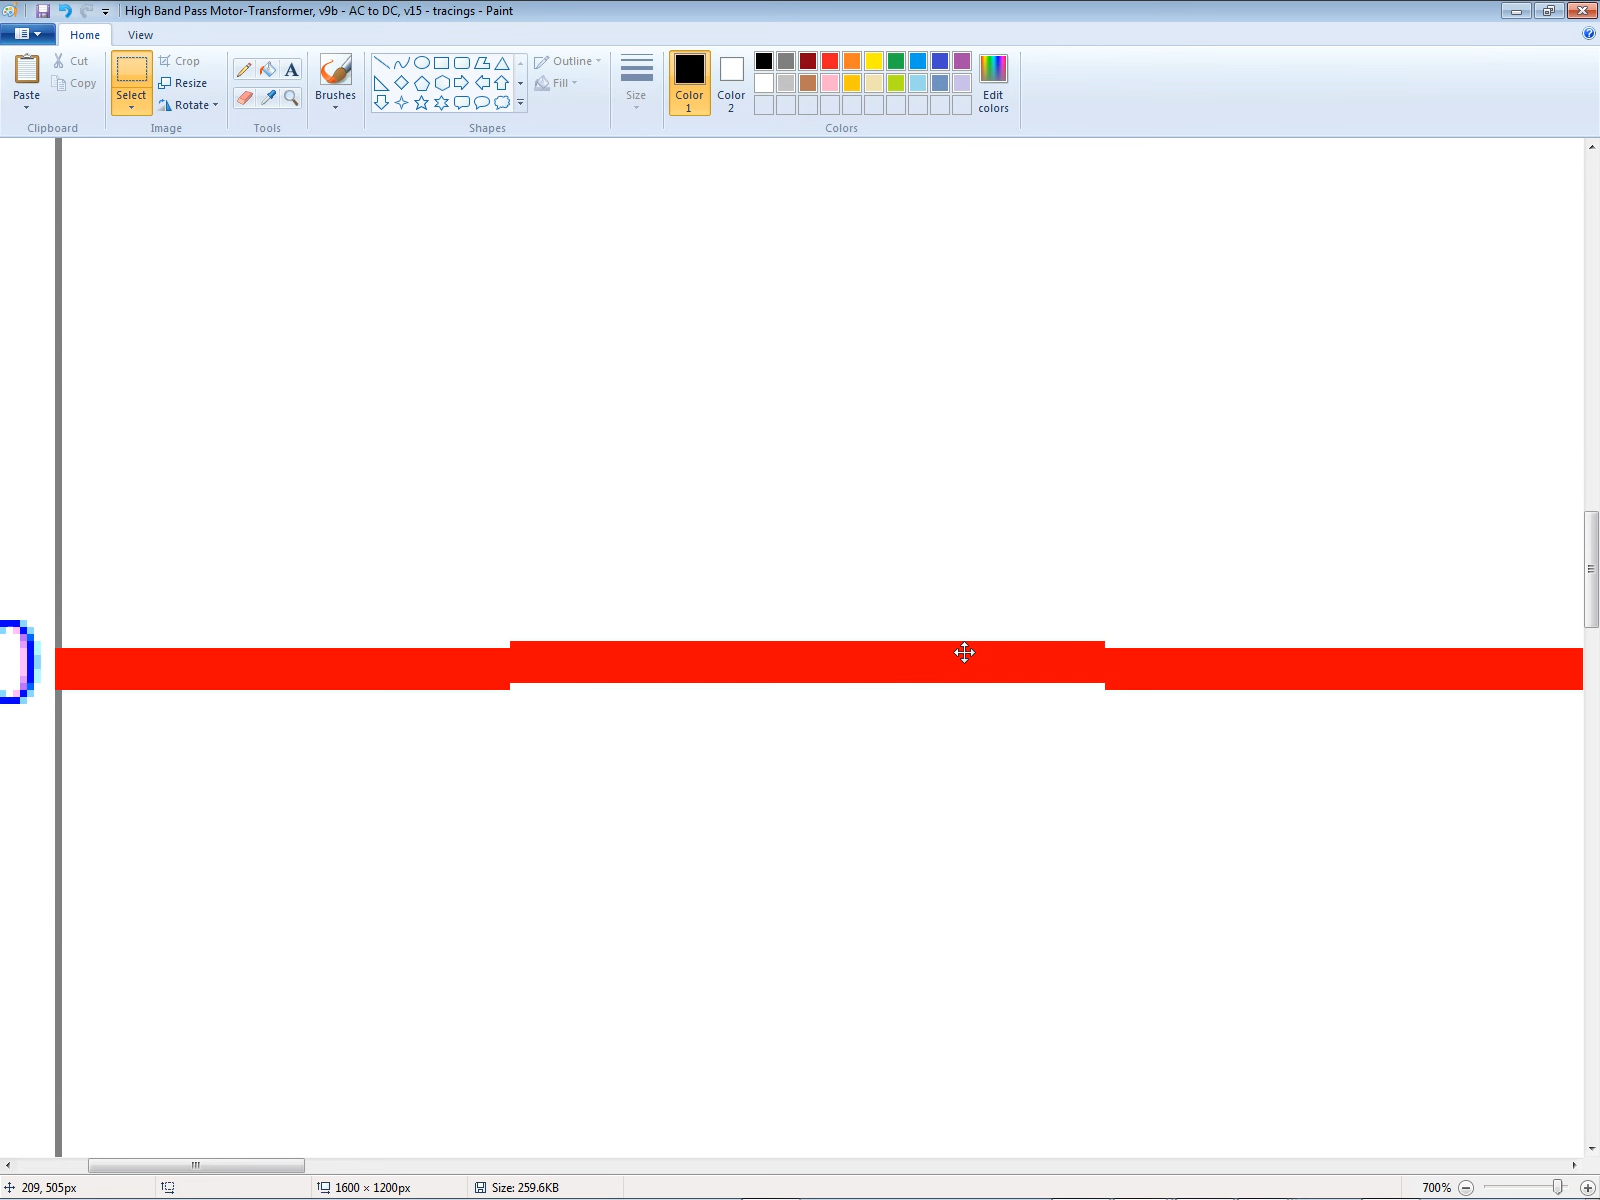 High Band Pass Motor-Transformer, v9b - AC to DC, v15 - tracings - Paint
Home View
Paste
Cut
Copy
Clipboard
Select
Crop
Resize
Rotate
Image
A
Tools
Brushes
Outline
Fill
Shapes
Size
Color
1
Color
2
Edit
colors
Colors
209, 505px
1600 × 1200px
Size: 259.6KB
700%